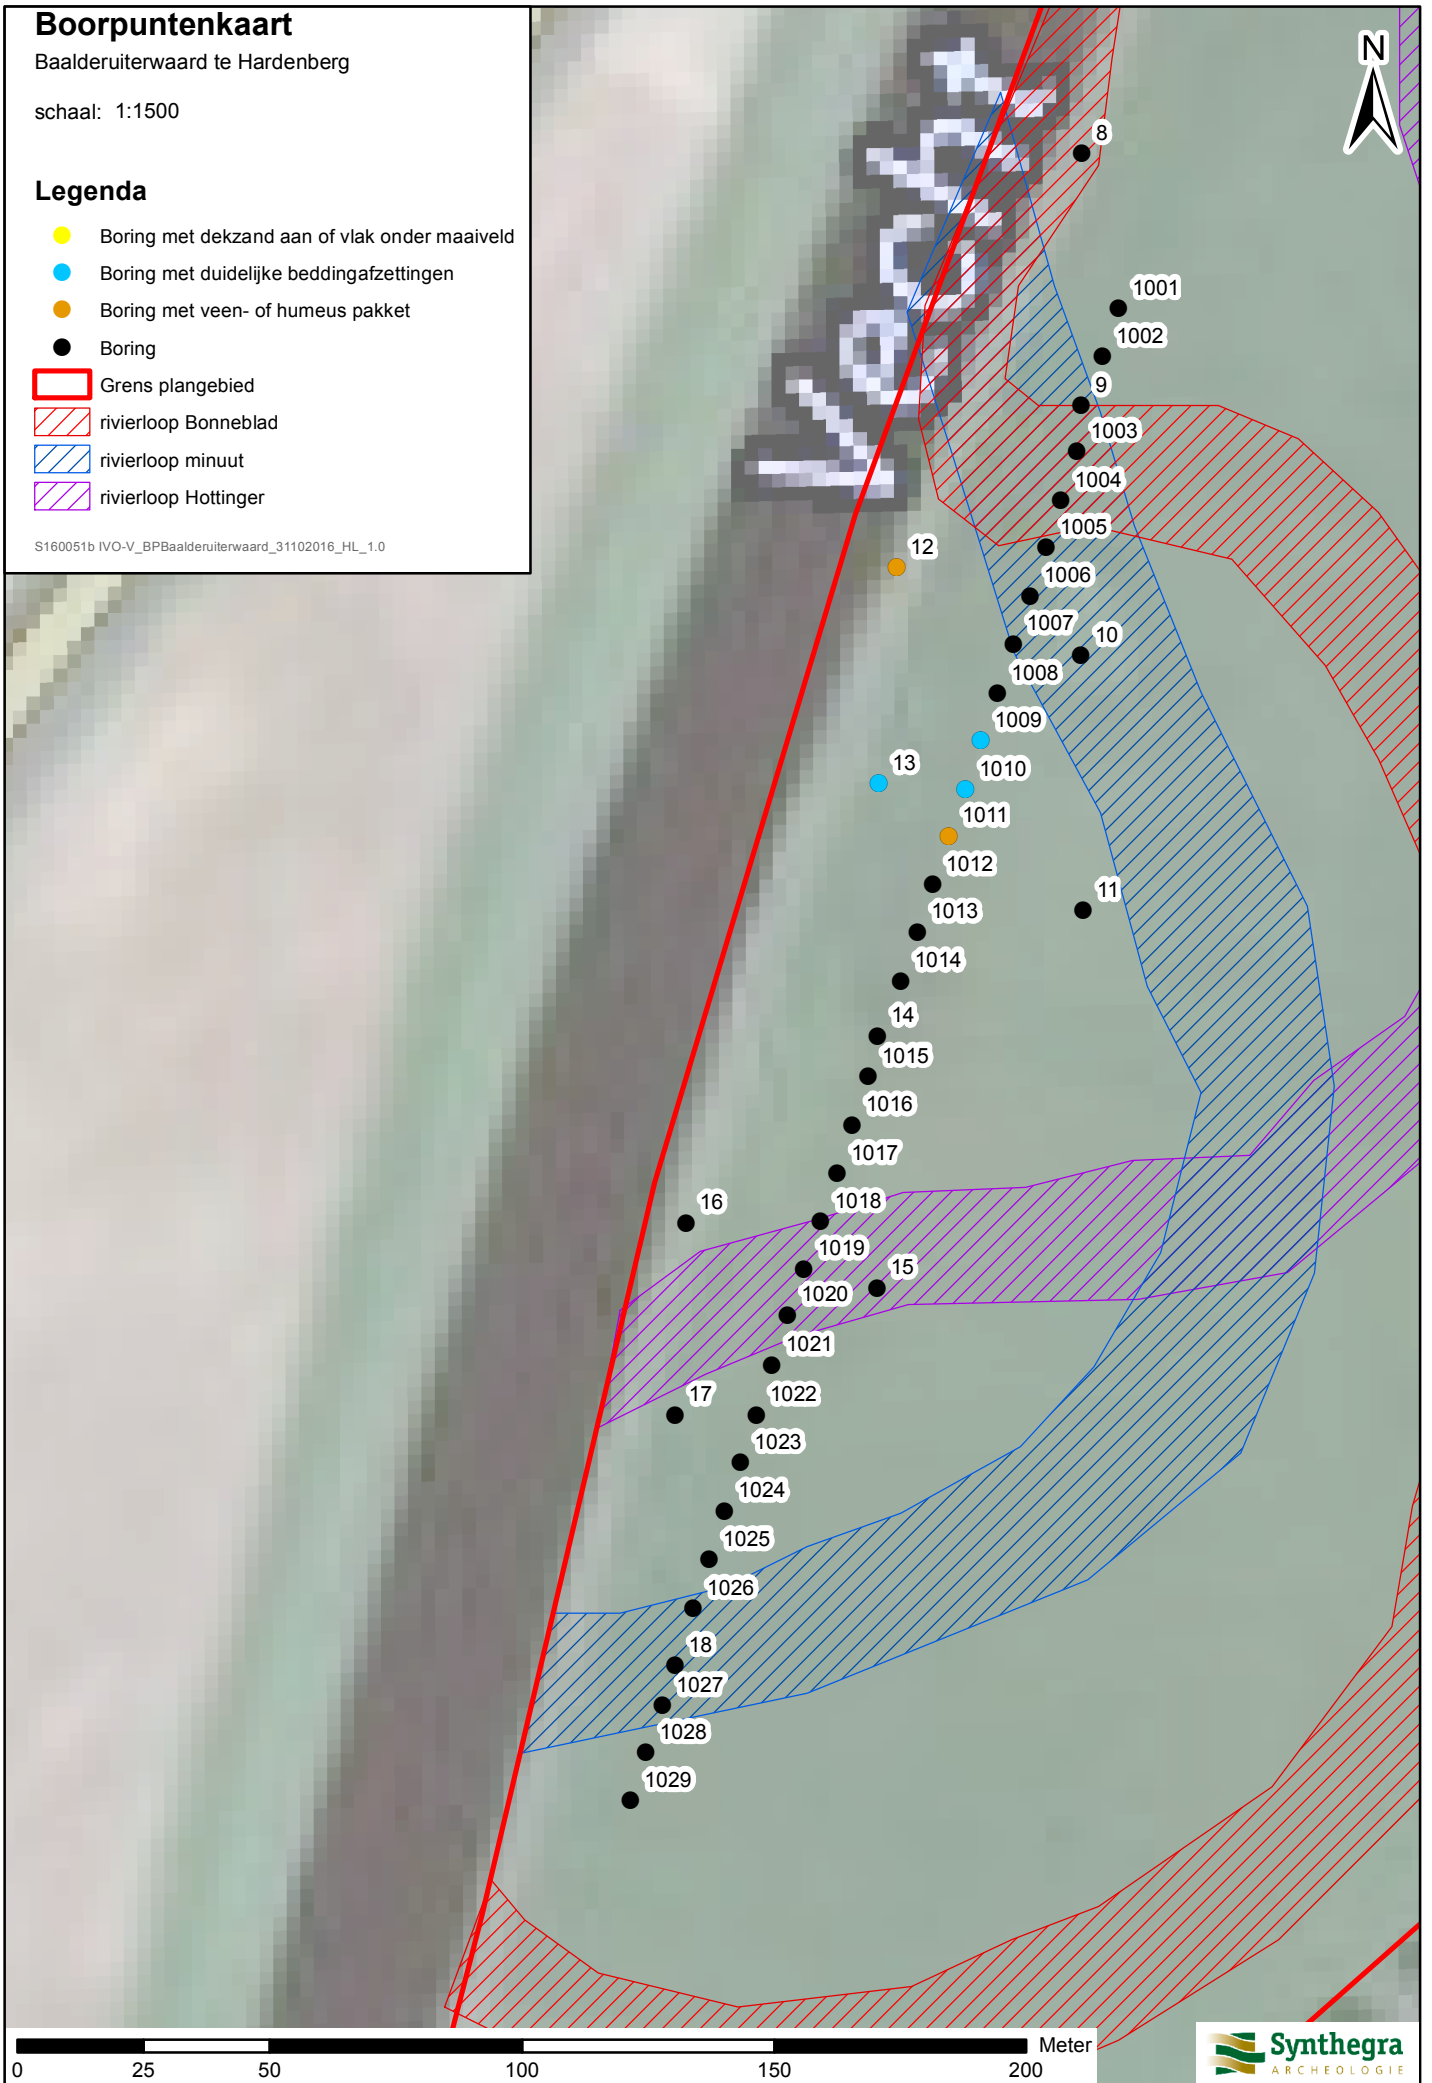 Boorpuntenkaart
Baalderuiterwaard te Hardenberg
schaal: 1:1500
Legenda
Boring met dekzand aan of vlak onder maaiveld
Boring met duidelijke beddingafzettingen
Boring met veen- of humeus pakket
Boring
Grens plangebied
rivierloop Bonneblad
rivierloop minuut
rivierloop Hottinger
S160051b IVO-V_BPBaalderuiterwaard_31102016_HL_1.0
N
8
1001
1002
9
1003
1004
1005
12
1006
1007
10
1008
1009
13
1010
1011
1012
11
1013
1014
14
1015
1016
1017
16
1018
1019
15
1020
1021
17
1022
1023
1024
1025
1026
18
1027
1028
1029
Meter
0 25 50 100 150 200
Synthegra
ARCHEOLOGIE